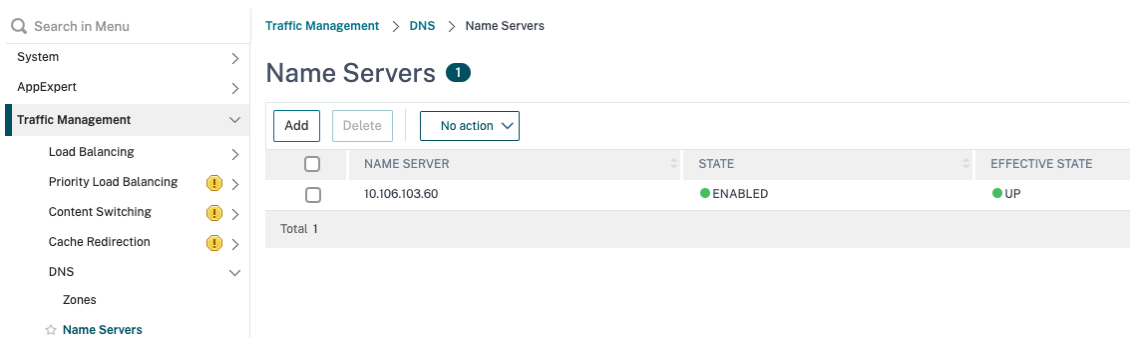 Search in Menu
System
AppExpert
Traffic Management
Load Balancing
Priority Load Balancing
Content Switching
Cache Redirection
DNS
Zones
Name Servers
Traffic Management > DNS > Name Servers
Name Servers 1
Add Delete No action
NAME SERVER STATE EFFECTIVE STATE
10.106.103.60 ENABLED UP
Total 1